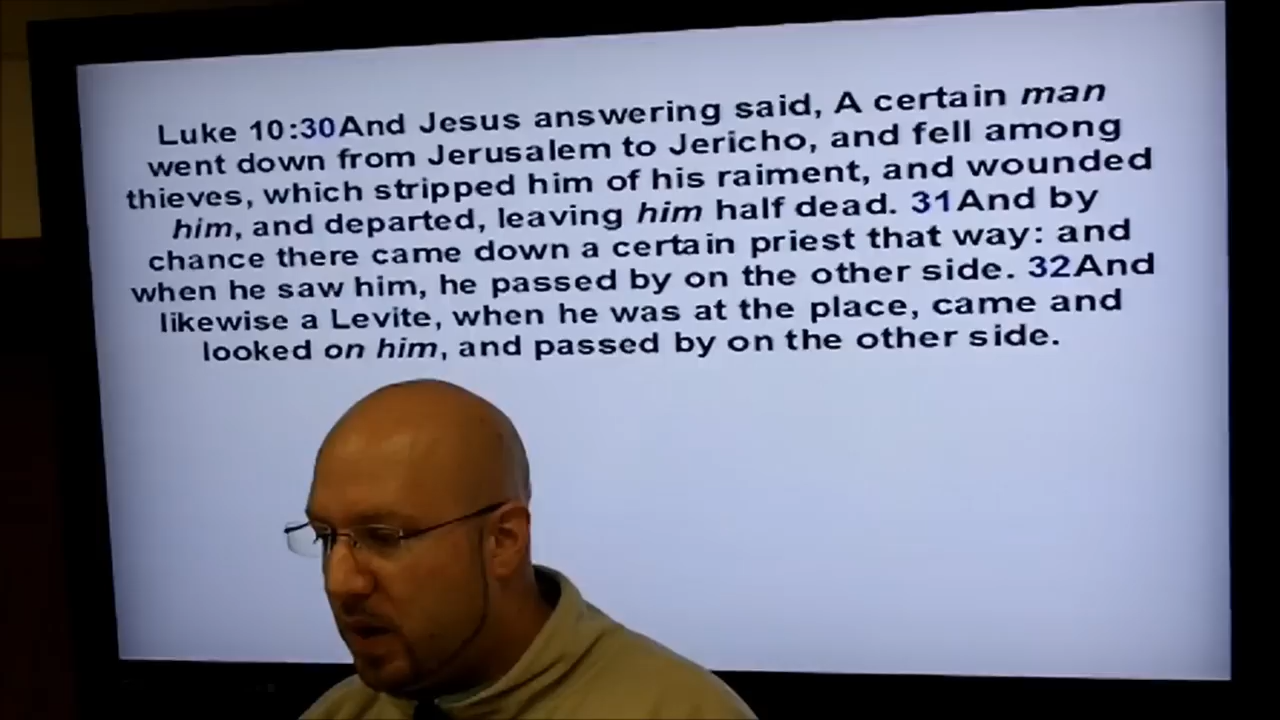 Luke 10:30And Jesus answering said, A certain man
went down from Jerusalem to Jericho, and fell among
thieves, which stripped him of his raiment, and wounded
him, and departed, leaving him half dead. 31And by
chance there came down a certain priest that way: and
when he saw him, he passed by on the other side. 32And
likewise a Levite, when he was at the place, came and
looked on him, and passed by on the other side.